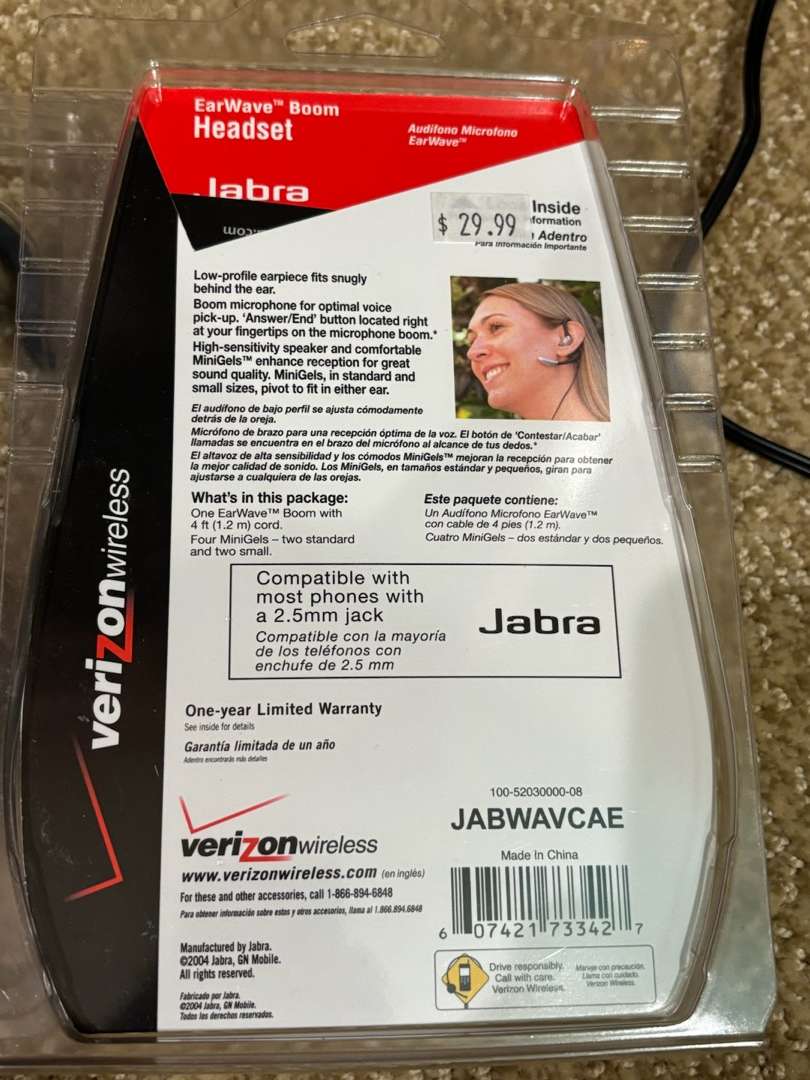 EarWave™ Boom
Headset
Audífono Microfono
EarWave™
Jabra
Inside
$ 29.99
formation
Adentro
Para Información Importante
Low-profile earpiece fits snugly
behind the ear.
Boom microphone for optimal voice
pick-up. ‘Answer/End’ button located right
at your fingertips on the microphone boom.*
High-sensitivity speaker and comfortable
MiniGels™ enhance reception for great
sound quality. MiniGels, in standard and
small sizes, pivot to fit in either ear.
El audífono de bajo perfil se ajusta cómodamente
detrás de la oreja.
Micrófono de brazo para una recepción óptima de la voz. El botón de ‘Contestar/Acabar’
llamadas se encuentra en el brazo del micrófono al alcance de tus dedos.*
El altavoz de alta sensibilidad y los cómodos MiniGels™ mejoran la recepción para obtener
la mejor calidad de sonido. Los MiniGels, en tamaños estándar y pequeños, giran para
ajustarse a cualquiera de las orejas.
What's in this package:
One EarWave™ Boom with
4 ft (1.2 m) cord.
Four MiniGels – two standard
and two small.
Este paquete contiene:
Un Audífono Microfono EarWave™
con cable de 4 pies (1.2 m).
Cuatro MiniGels – dos estándar y dos pequeños.
Compatible with
most phones with
a 2.5mm jack
Compatible con la mayoría
de los teléfonos con
enchufe de 2.5 mm
Jabra
verizonwireless
One-year Limited Warranty
See inside for details
Garantía limitada de un año
Adentro encontrarás más detalles
100-52030000-08
JABWAVCAE
Made In China
6 07421 73342 7
verizonwireless
www.verizonwireless.com (en inglés)
For these and other accessories, call 1-866-894-6848
Para obtener información sobre estos y otros accesorios, llama al 1.866.894.6848
Manufactured by Jabra.
©2004 Jabra, GN Mobile.
All rights reserved.
Fabricado por Jabra.
©2004 Jabra, GN Mobile.
Todos los derechos reservados.
Drive responsibly.
Call with care.
Verizon Wireless
Maneje con precaución.
Llama con cuidado.
Verizon Wireless